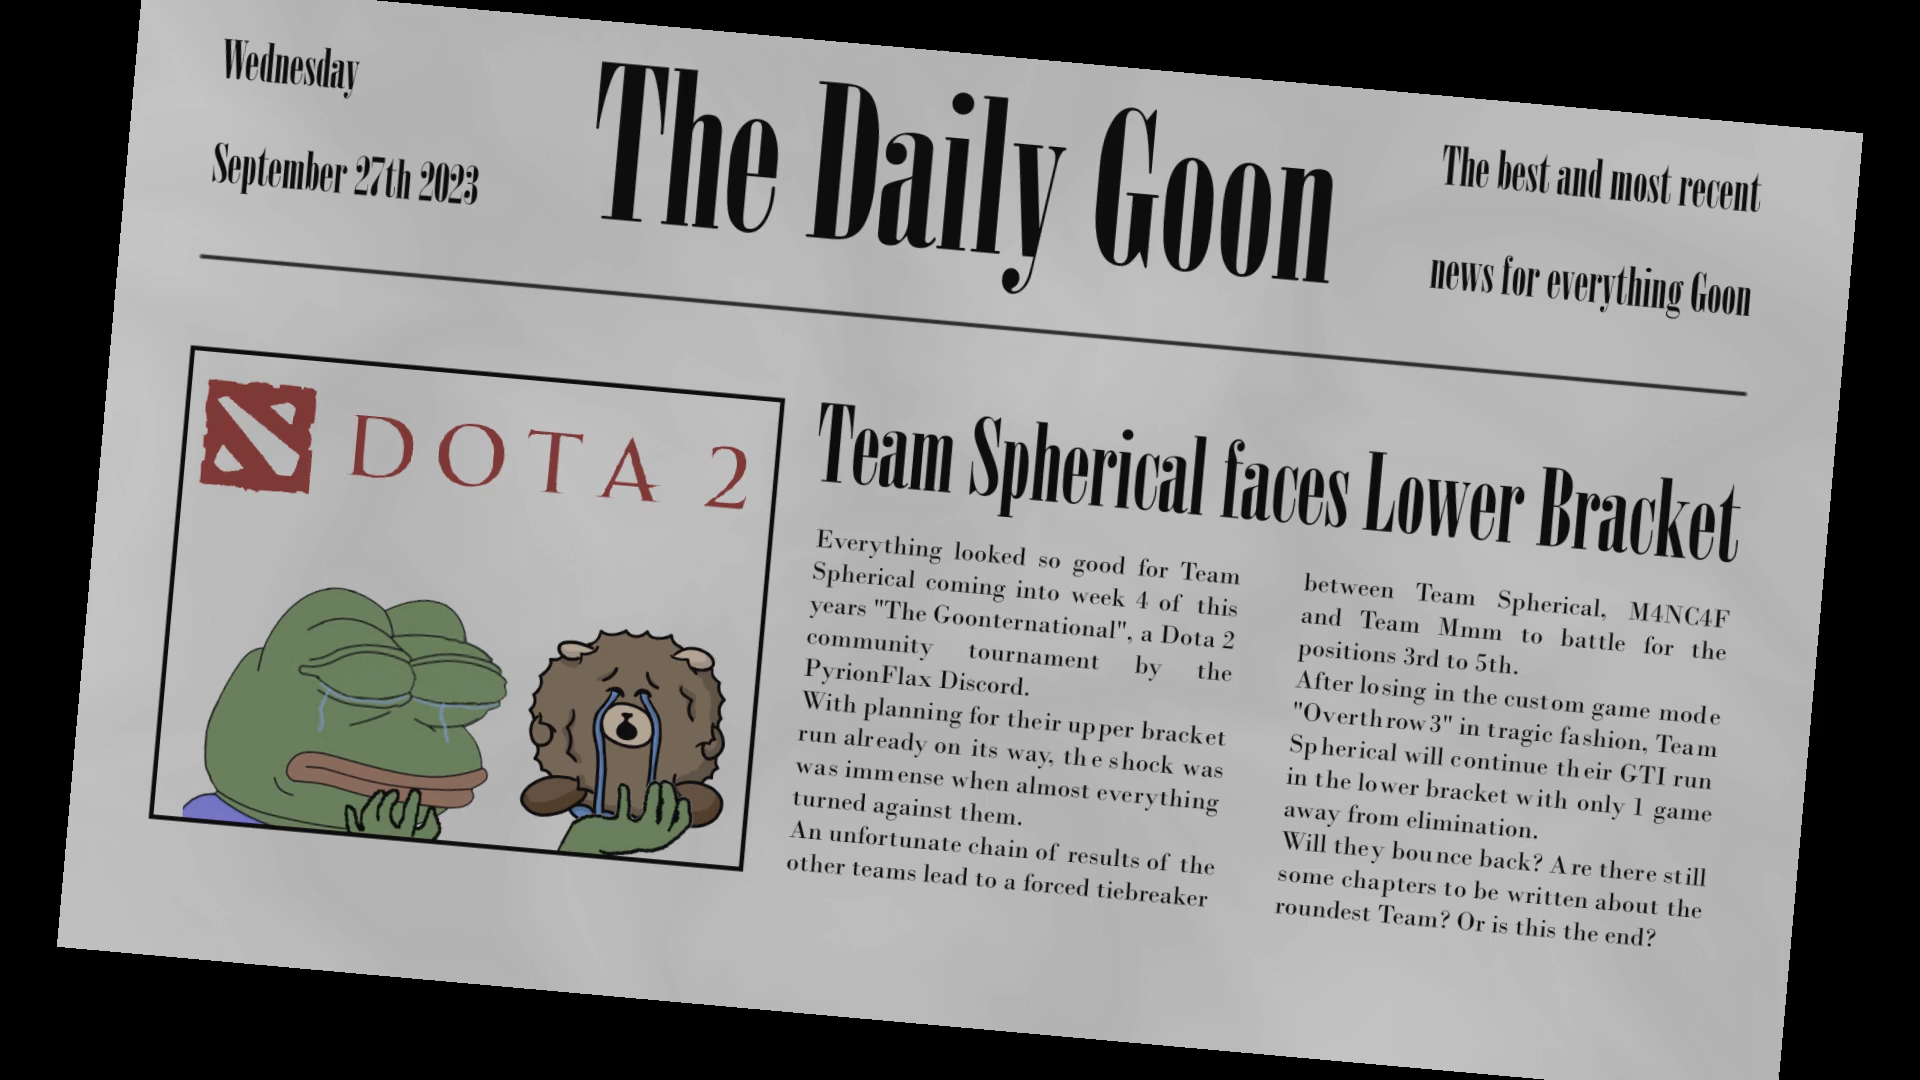 Wednesday
September 27th 2023
The Daily Goon
The best and most recent
news for everything Goon
DOTA 2
Team Spherical faces Lower Bracket
Everything looked so good for Team
Spherical coming into week 4 of this
years "The Goonternational", a Dota 2
community tournament by the
PyrionFlax Discord.
With planning for their upper bracket
run already on its way, the shock was
was immense when almost everything
turned against them.
An unfortunate chain of results of the
other teams lead to a forced tiebreaker
between Team Spherical, M4NC4F
and Team Mmm to battle for the
positions 3rd to 5th.
After losing in the custom game mode
"Overthrow3" in tragic fashion, Team
Spherical will continue their GTI run
in the lower bracket with only 1 game
away from elimination.
Will they bounce back? Are there still
some chapters to be written about the
roundest Team? Or is this the end?